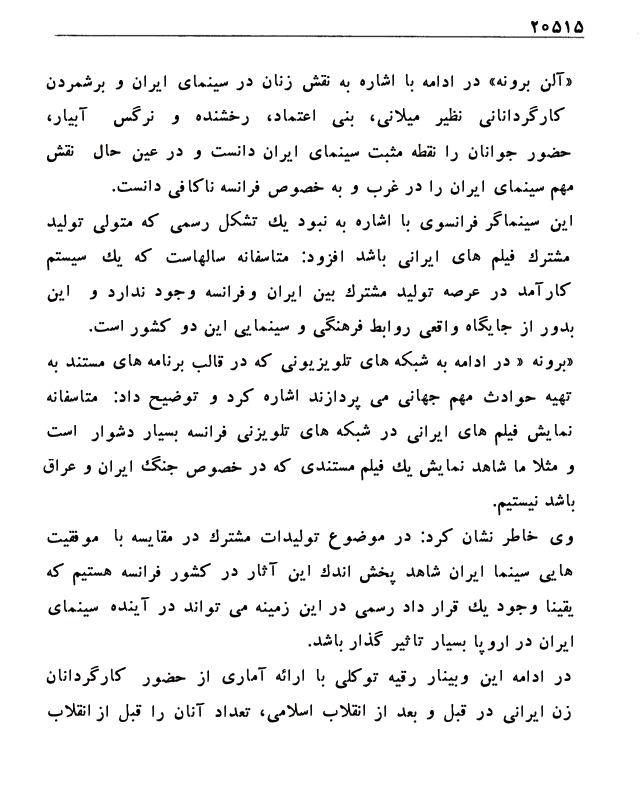 ۲۰۵۱۵
«آلن برونه» در ادامه با اشاره به نقش زنان در سینمای ایران و برشمردن
کارگردانانی نظیر میلانی، بنی اعتماد، رخشنده و نرگس آبیار،
حضور جوانان را نقطه مثبت سینمای ایران دانست و در عین حال نقش
مهم سینمای ایران را در غرب و به خصوص فرانسه ناکافی دانست.
این سینماگر فرانسوی با اشاره به نبود یك تشکل رسمی که متولی تولید
مشترك فیلم های ایرانی باشد افزود: متاسفانه سالهاست که یك سیستم
کارآمد در عرصه تولید مشترك بین ایران وفرانسه وجود ندارد و این
بدور از جایگاه واقعی روابط فرهنگی و سینمایی این دو کشور است.
«برونه « در ادامه به شبکه های تلویزیونی که در قالب برنامه های مستند به
تهیه حوادث مهم جهانی می پردازند اشاره کرد و توضیح داد: متاسفانه
نمایش فیلم های ایرانی در شبکه های تلویزنی فرانسه بسیار دشوار است
و مثلا ما شاهد نمایش یك فیلم مستندی که در خصوص جنگ ایران و عراق
باشد نیستیم.
وی خاطر نشان کرد: در موضوع تولیدات مشترك در مقایسه با موفقیت
هایی سینما ایران شاهد پخش اندك این آثار در کشور فرانسه هستیم که
یقینا وجود یك قرار داد رسمی در این زمینه می تواند در آینده سینمای
ایران در اروپا بسیار تاثیر گذار باشد.
در ادامه این وبینار رقیه توکلی با ارائه آماری از حضور کارگردانان
زن ایرانی در قبل و بعد از انقلاب اسلامی، تعداد آنان را قبل از انقلاب